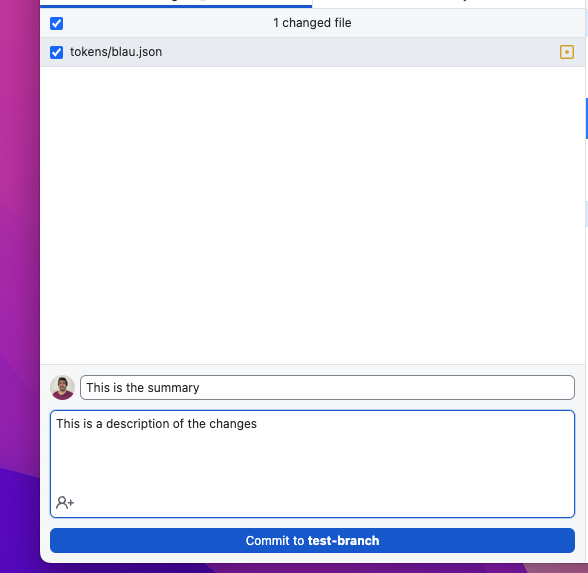 1 changed file
tokens/blau.json
This is the summary
This is a description of the changes
Commit to test-branch